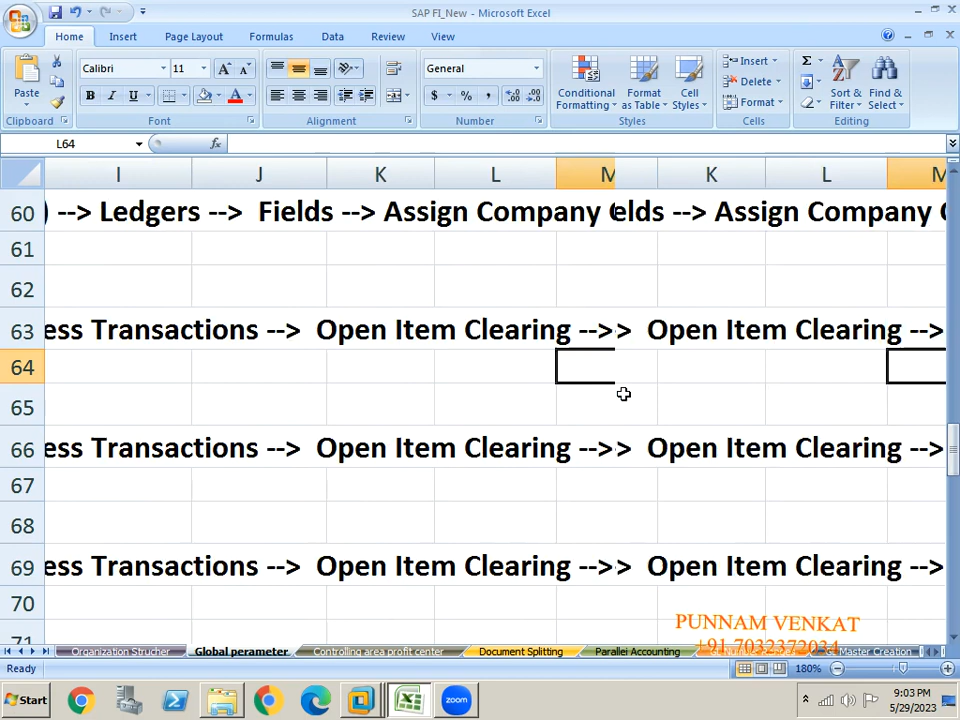 SAP FI_New - Microsoft Excel
Home Insert Page Layout Formulas Data Review View
Paste
Calibri 11
B I U
General
$ % ,
Conditional Formatting
Format as Table
Cell Styles
Insert
Delete
Format
Sort & Filter
Find & Select
Clipboard Font Alignment Number Styles Cells Editing
L64 fx
I J K L M K L M
60 ) --> Ledgers --> Fields --> Assign Company elds --> Assign Company
61
62
63 ess Transactions --> Open Item Clearing -->> Open Item Clearing -->
64
65
66 ess Transactions --> Open Item Clearing -->> Open Item Clearing -->
67
68
69 ess Transactions --> Open Item Clearing -->> Open Item Clearing -->
70
71
PUNNAM VENKAT
+91 7032372034
Organization Strucher Global perameter Controlling area profit center Document Splitting Parallel Accounting Master Creation
Ready 180%
Start zoom 9:03 PM
5/29/2023